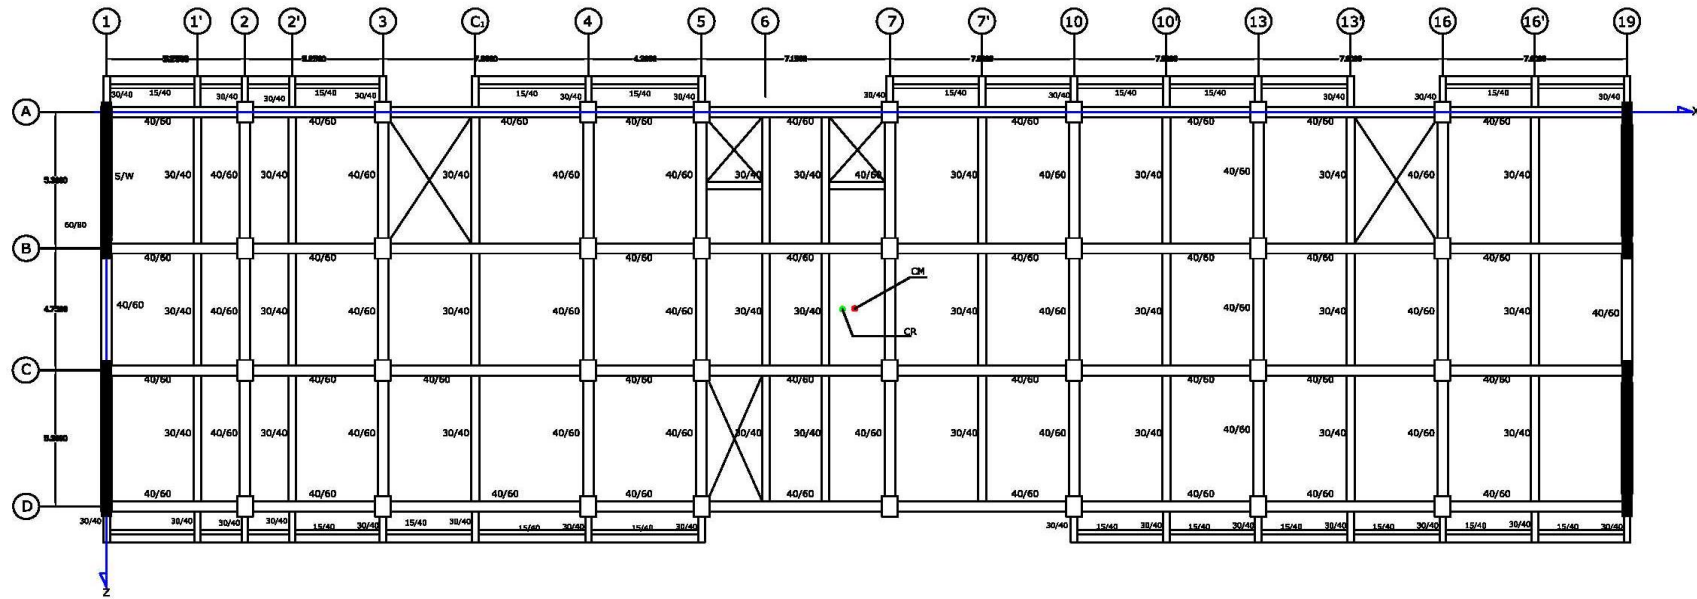 1 1' 2 2' 3 C₁ 4 5 6 7 7' 10 10' 13 13' 16 16' 19
30/40 15/40 30/40 30/40 15/40 30/40 15/40 30/40 15/40 30/40 30/40 15/40 30/40 15/40 15/40 30/40 15/40 30/40
A X
40/60 40/60 40/60 40/60 40/60 40/60 40/60 40/60 40/60
S/W 30/40 40/60 30/40 40/60 30/40 40/60 40/60 30/40 30/40 40/60 30/40 40/60 30/40 40/60 30/40 40/60 30/40
60/80
B
40/60 40/60 40/60 40/60 40/60 40/60 40/60 40/60
CM
40/60 30/40 40/60 30/40 40/60 30/40 40/60 40/60 30/40 30/40 30/40 40/60 30/40 40/60 30/40 40/60 30/40 40/60
CR
C
40/60 40/60 40/60 40/60 40/60 40/60 40/60 40/60 40/60
30/40 40/60 30/40 40/60 30/40 40/60 40/60 30/40 30/40 40/60 30/40 40/60 30/40 40/60 30/40 40/60 30/40
40/60 40/60 40/60 40/60 40/60 40/60 40/60 40/60
D
30/40 30/40 30/40 30/40 15/40 30/40 15/40 30/40 15/40 30/40 15/40 30/40 30/40 15/40 30/40 15/40 30/40 15/40 30/40 15/40 30/40 15/40 30/40 15/40 30/40
Z